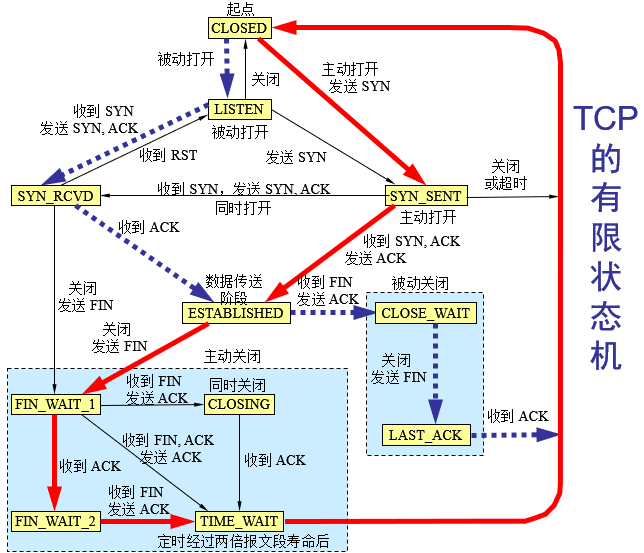 起点
CLOSED
被动打开
关闭
主动打开
发送 SYN
LISTEN
被动打开
收到 SYN
发送 SYN, ACK
收到 RST
发送 SYN
SYN_RCVD
收到 SYN，发送 SYN, ACK
同时打开
SYN_SENT
主动打开
关闭
或超时
收到 ACK
收到 SYN, ACK
发送 ACK
数据传送
阶段
ESTABLISHED
收到 FIN
发送 ACK
被动关闭
CLOSE_WAIT
关闭
发送 FIN
LAST_ACK
收到 ACK
关闭
发送 FIN
关闭
发送 FIN
主动关闭
FIN_WAIT_1
收到 FIN
发送 ACK
同时关闭
CLOSING
收到 FIN, ACK
发送 ACK
收到 ACK
收到 ACK
收到 FIN
发送 ACK
FIN_WAIT_2
TIME_WAIT
定时经过两倍报文段寿命后
TCP
的
有
限
状
态
机